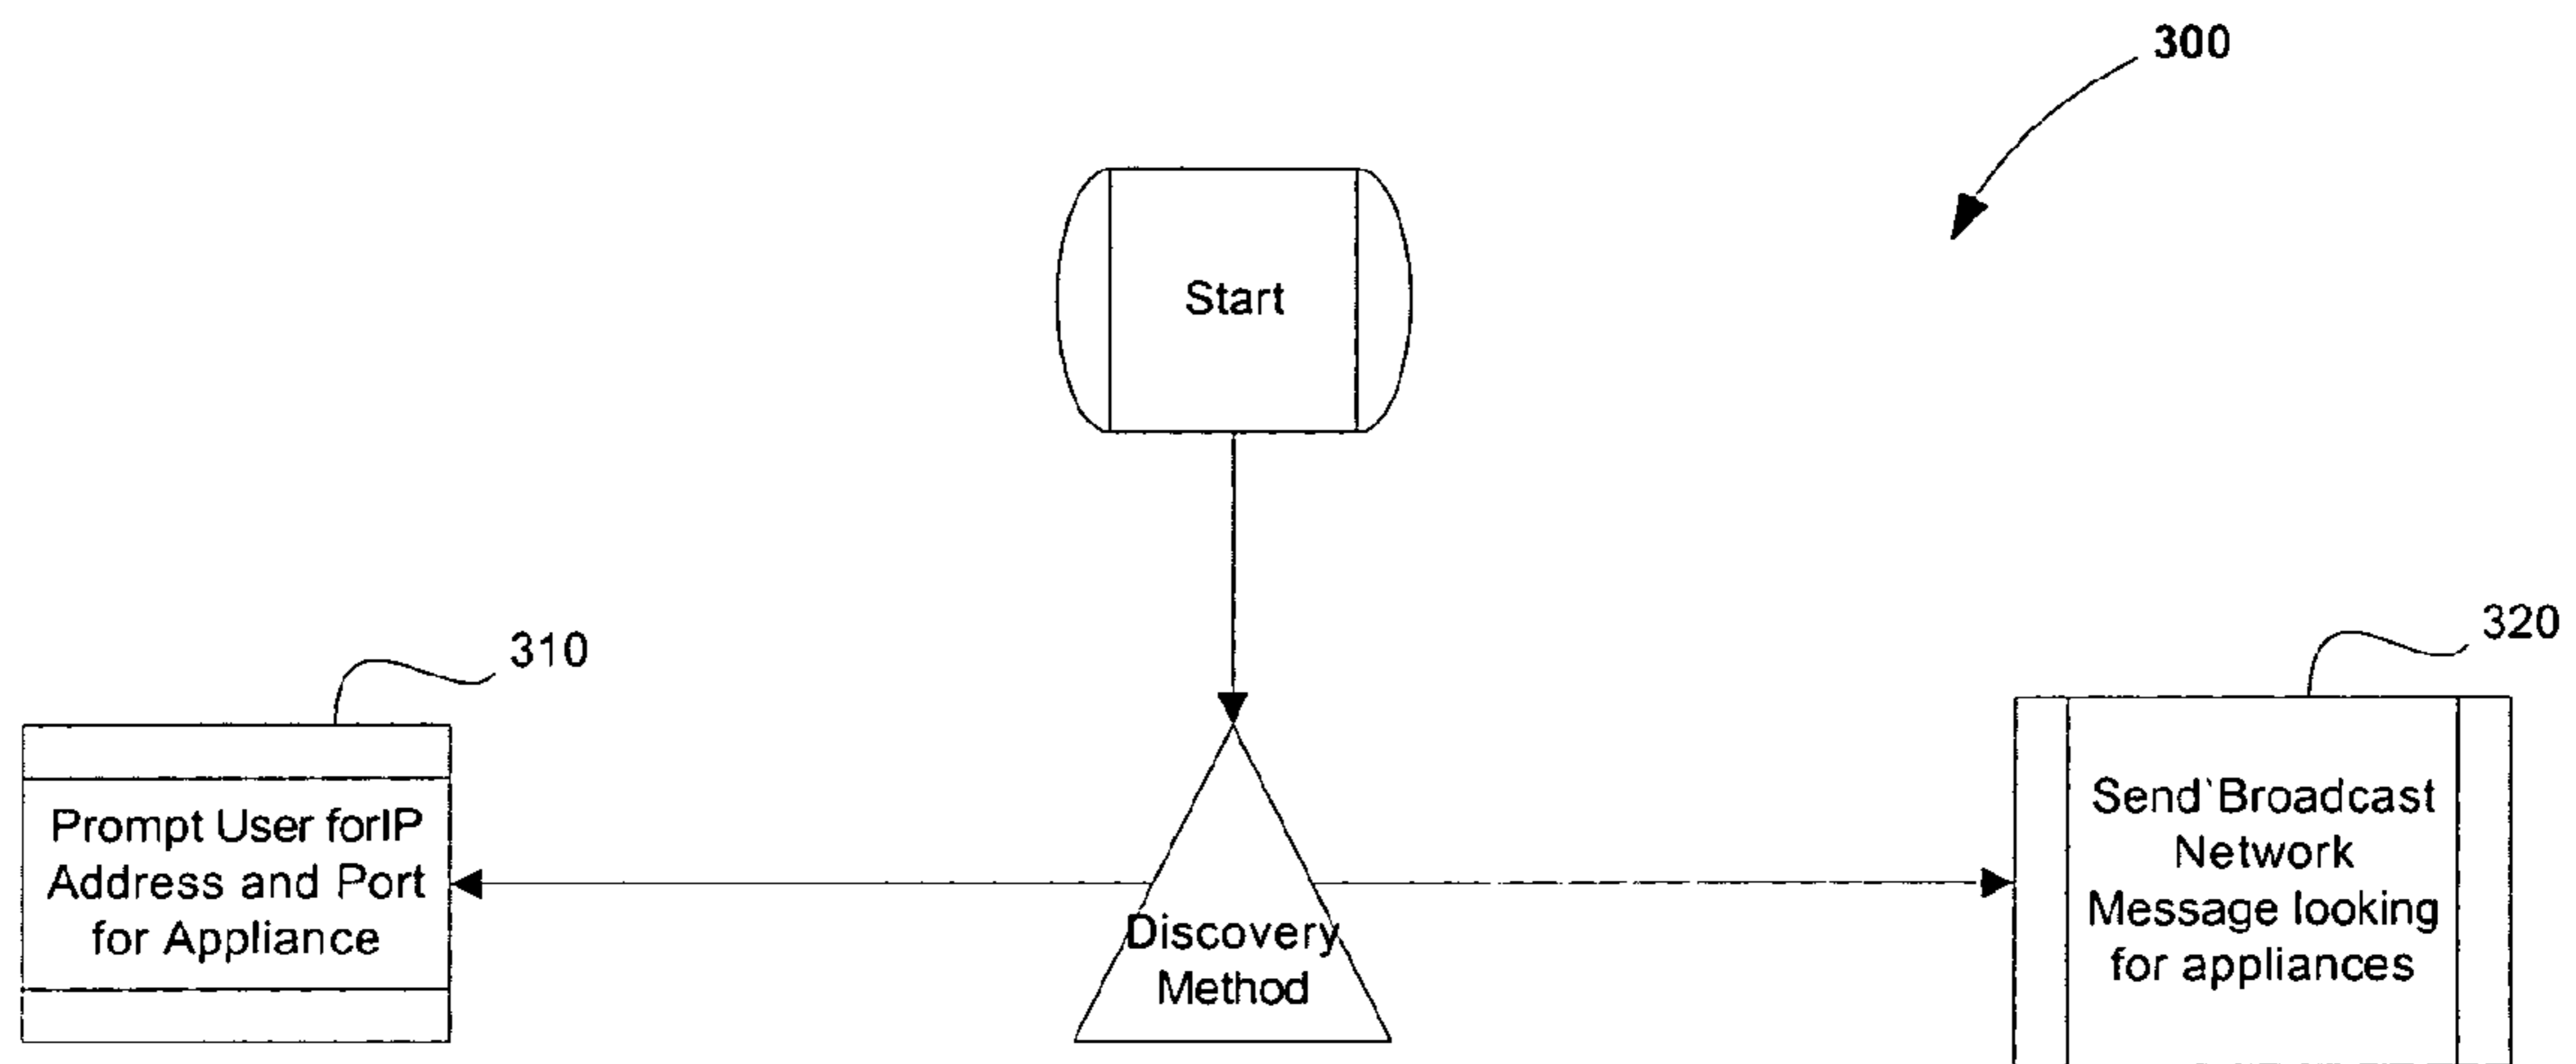 300
Start
310
320
Prompt User forIP
Address and Port
for Appliance
Discovery
Method
Send Broadcast
Network
Message looking
for appliances